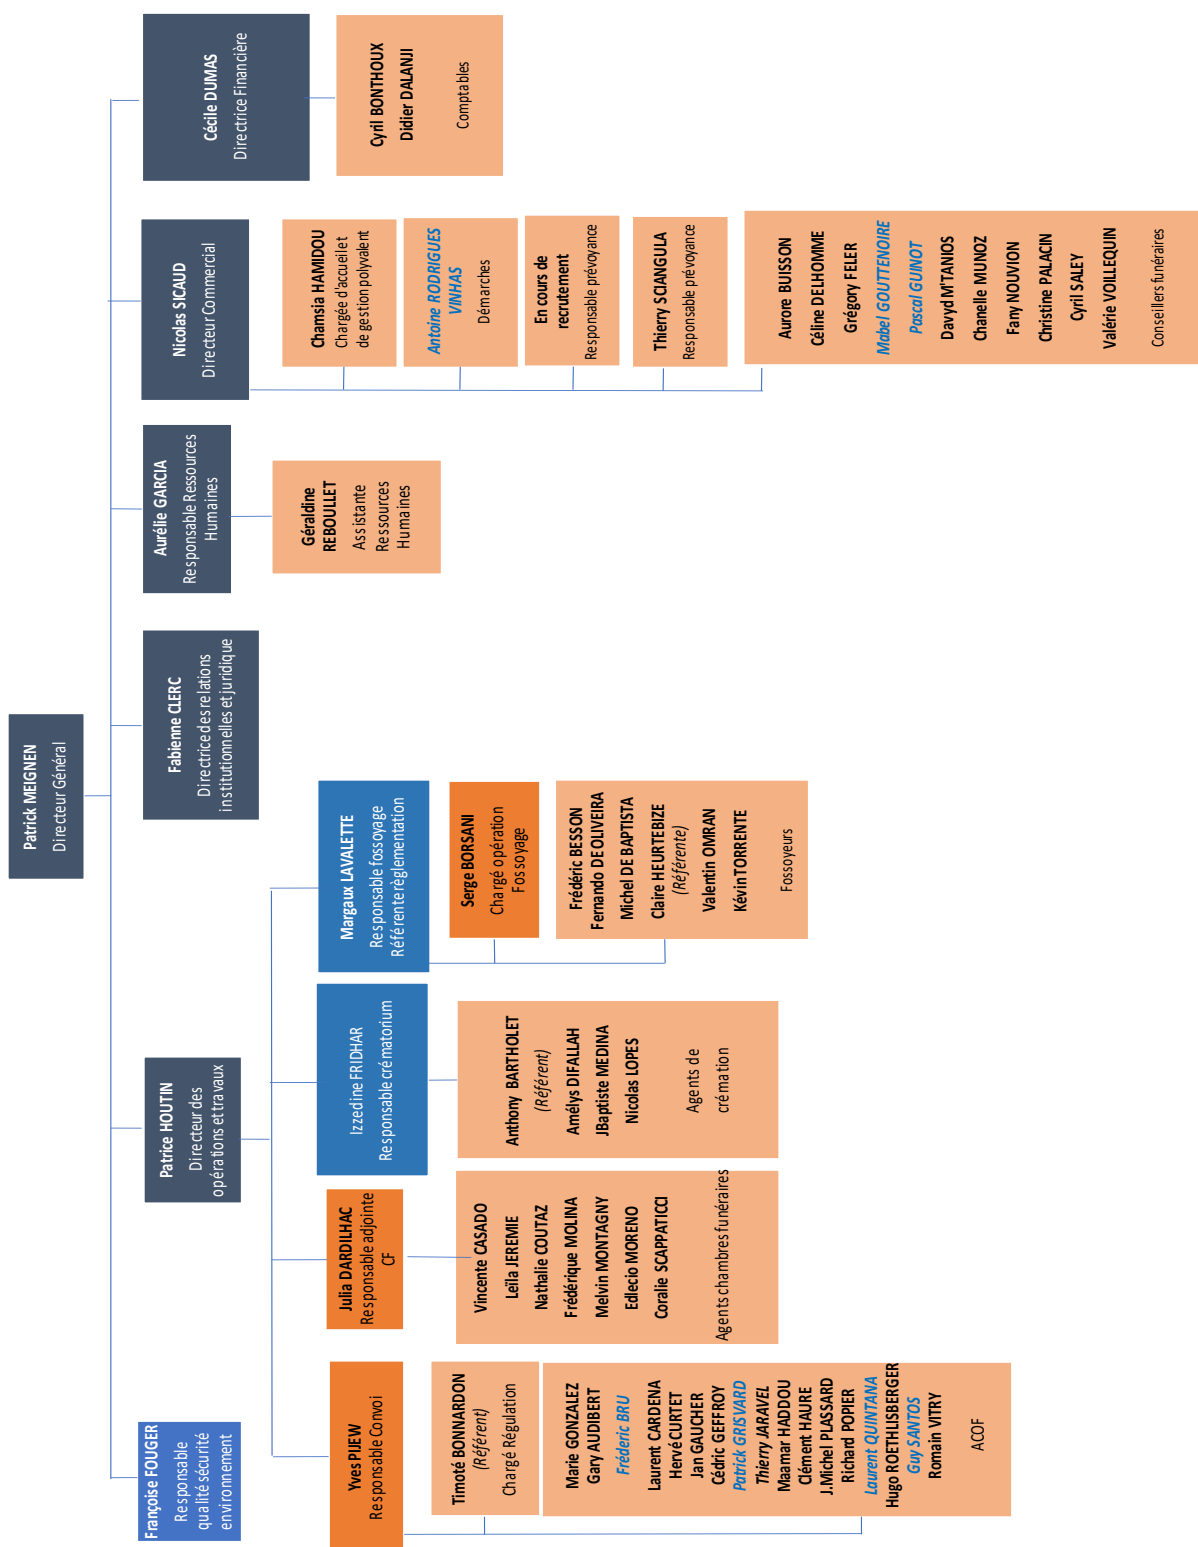 Patrick MEIGNEN
Directeur Général
Françoise FOUGER
Responsable
qualité sécurité
environnement
Patrice HOUTIN
Directeur des
opérations et travaux
Fabienne CLERC
Directrice des relations
institutionnelles et juridique
Aurélie GARCIA
Responsable Ressources
Humaines
Nicolas SICAUD
Directeur Commercial
Cécile DUMAS
Directrice Financière
Yves PIJEW
Responsable Convoi
Timoté BONNARDON
(Référent)
Chargé Régulation
Marie GONZALEZ
Gary AUDIBERT
Fréderic BRU
Laurent CARDENA
Hervé CURTET
Jan GAUCHER
Cédric GEFFROY
Patrick GRISVARD
Thierry JARAVEL
Maamar HADDOU
Clément HAURE
J.Michel PLASSARD
Richard POPIER
Laurent QUINTANA
Hugo ROETHLISBERGER
Guy SANTOS
Romain VITRY
ACOF
Julia DARDILHAC
Responsable adjointe
CF
Vincente CASADO
Leïla JEREMIE
Nathalie COUTAZ
Frédérique MOLINA
Melvin MONTAGNY
Edlecio MORENO
Coralie SCAPPATICCI
Agents chambres funéraires
Izzedine FRIDHAR
Responsable crématorium
Anthony BARTHOLET
(Référent)
Amélys DIFALLAH
JBaptiste MEDINA
Nicolas LOPES
Agents de
crémation
Margaux LAVALETTE
Responsable fossoyage
Référente règlementation
Serge BORSANI
Chargé opération
Fossoyage
Frédéric BESSON
Fernando DE OLIVEIRA
Michel DE BAPTISTA
Claire HEURTEBIZE
(Référente)
Valentin OMRAN
Kévin TORRENTE
Fossoyeurs
Géraldine
REBOULLET
Assistante
Ressources
Humaines
Chamsia HAMIDOU
Chargée d'accueil et
de gestion polyvalent
Antoine RODRIGUES
VINHAS
Démarches
En cours de
recrutement
Responsable prévoyance
Thierry SCIANGULA
Responsable prévoyance
Aurore BUISSON
Céline DELHOMME
Grégory FELER
Mabel GOUTTENOIRE
Pascal GUINOT
Davyd M'TANIOS
Chanelle MUNOZ
Fany NOUVION
Christine PALACIN
Cyril SALEY
Valérie VOILLEQUIN
Conseillers funéraires
Cyril BONTHOUX
Didier DALANJI
Comptables